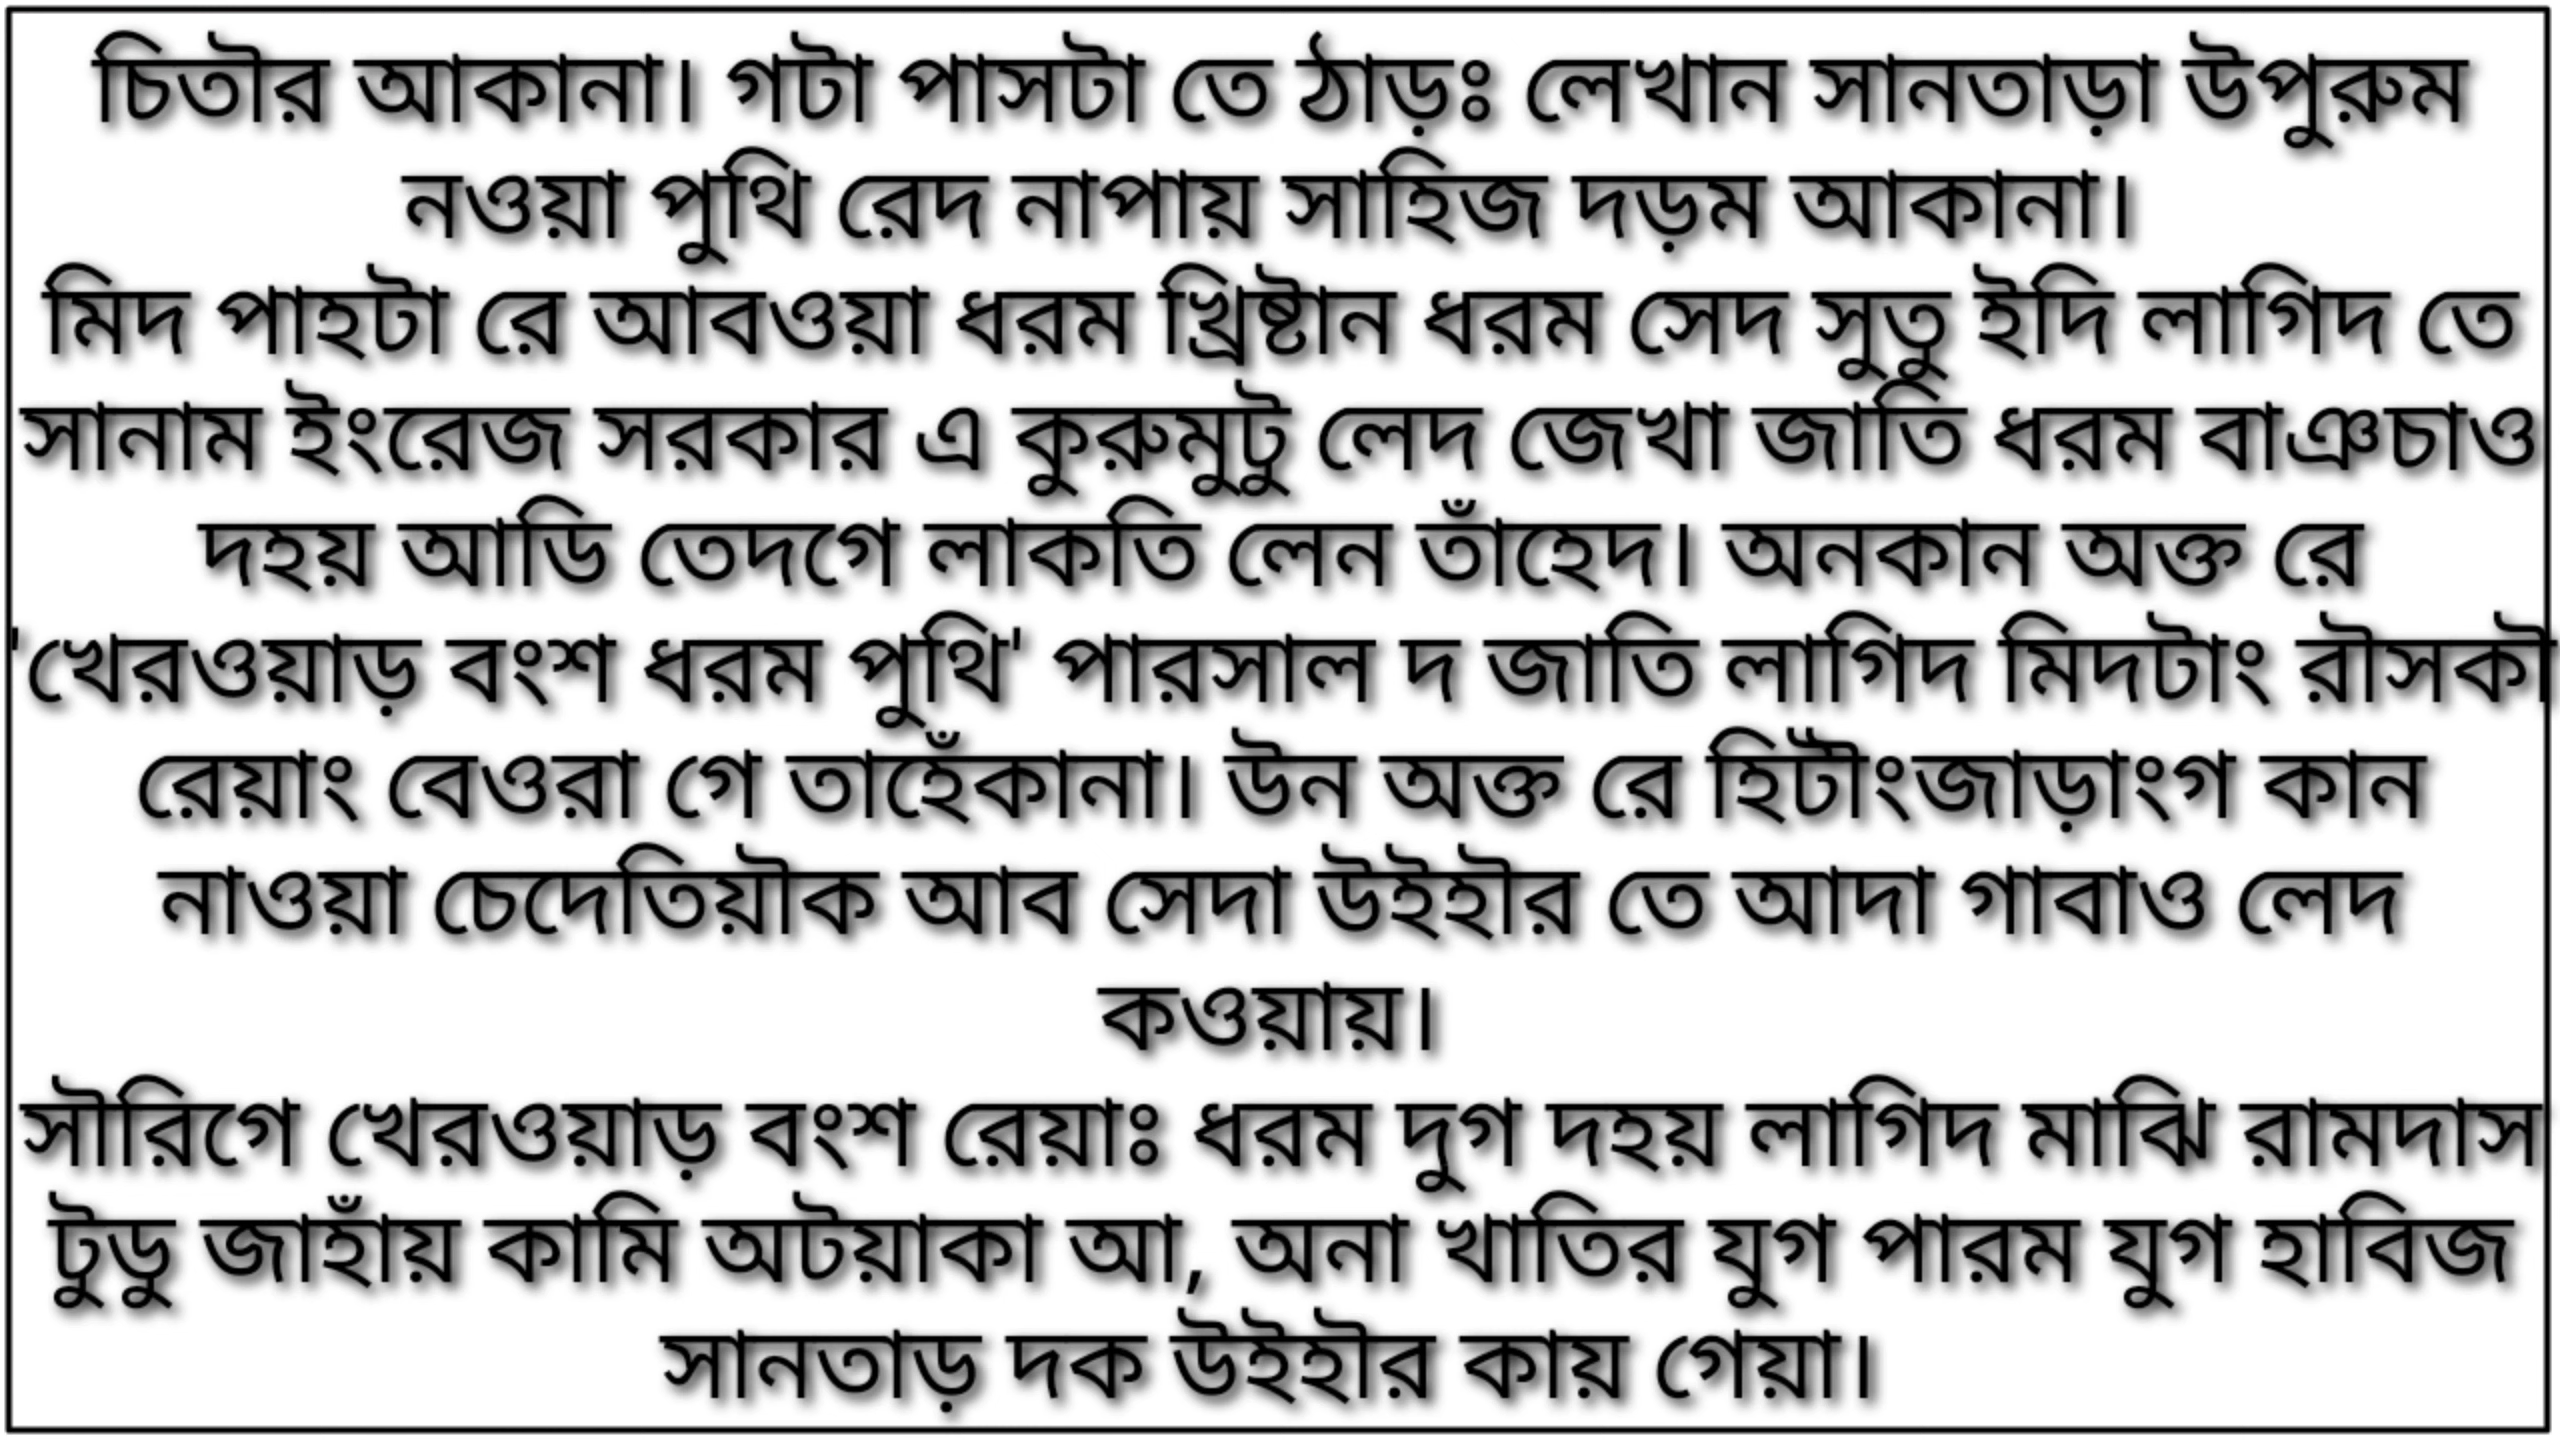 চিতৗর আকানা। গটা পাসটা তে ঠাড়ঃ লেখান সানতাড়া উপুরুম
নওয়া পুথি রেদ নাপায় সাহিজ দড়ম আকানা।
মিদ পাহটা রে আবওয়া ধরম খ্রিষ্টান ধরম সেদ সুতু ইদি লাগিদ তে
সানাম ইংরেজ সরকার এ কুরুমুটু লেদ জেখা জাতি ধরম বাঞচাও
দহয় আডি তেদগে লাকতি লেন তাঁহেদ। অনকান অক্ত রে
'খেরওয়াড় বংশ ধরম পুথি' পারসাল দ জাতি লাগিদ মিদটাং রৗসকৗ
রেয়াং বেওরা গে তাহেঁকানা। উন অক্ত রে হিটৗংজাড়াংগ কান
নাওয়া চেদেতিয়ৗক আব সেদা উইহৗর তে আদা গাবাও লেদ
কওয়ায়।
সৗরিগে খেরওয়াড় বংশ রেয়াঃ ধরম দুগ দহয় লাগিদ মাঝি রামদাস
টুডু জাহাঁয় কামি অটয়াকা আ, অনা খাতির যুগ পারম যুগ হাবিজ
সানতাড় দক উইহৗর কায় গেয়া।